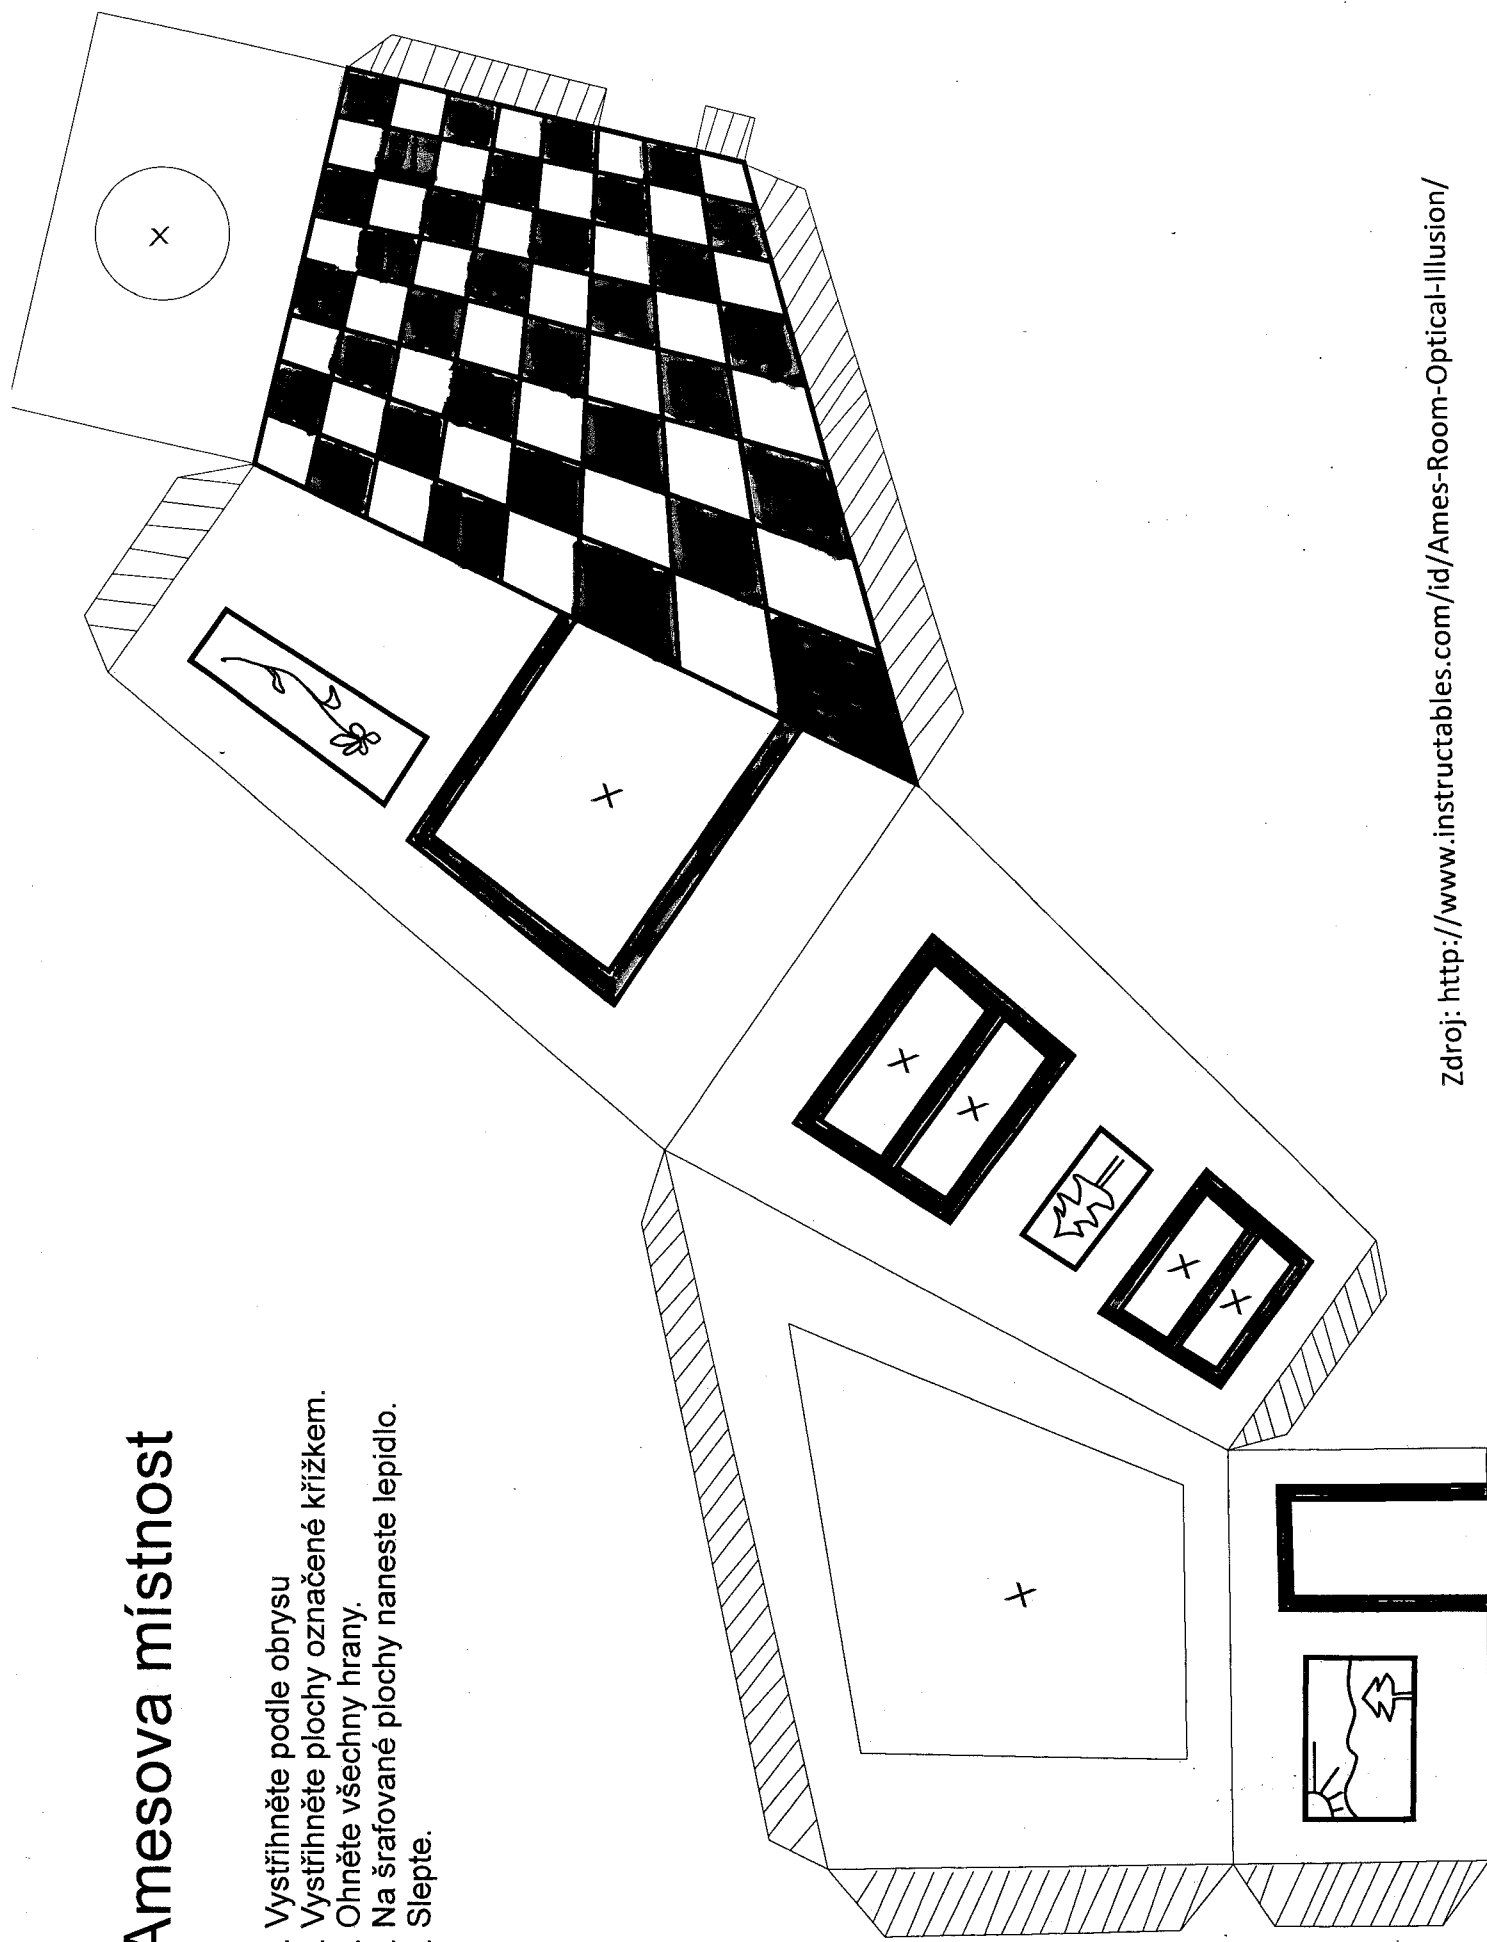 Amesova místnost
Vystřihněte podle obrysu
Vystřihněte plochy označené křížkem.
Ohněte všechny hrany.
Na šrafované plochy naneste lepidlo.
Slepte.
Zdroj: http://www.instructables.com/id/Ames-Room-Optical-Illusion/